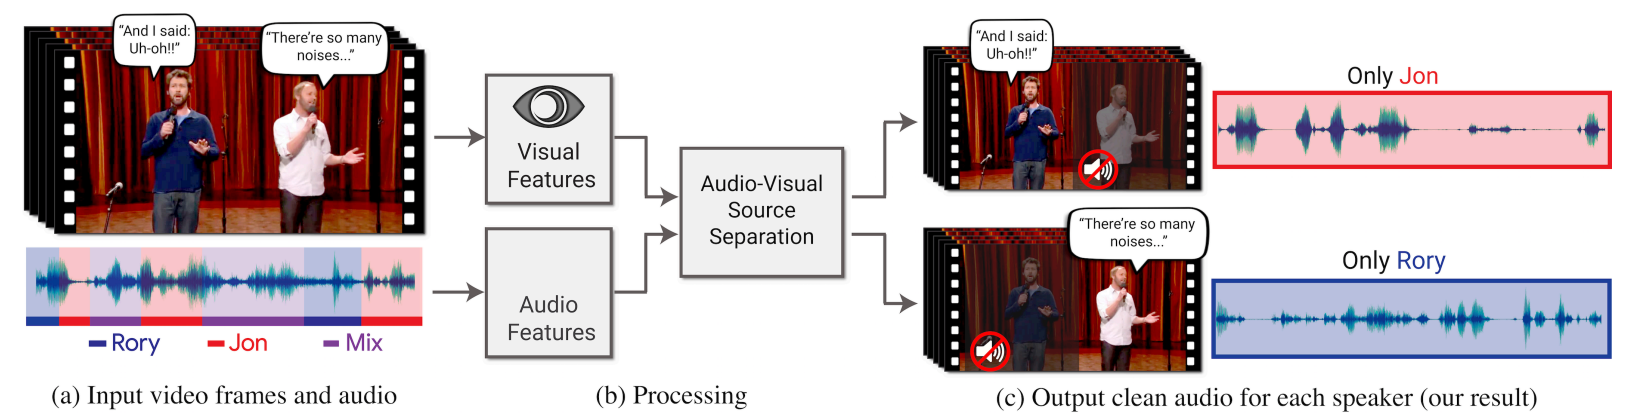 “And I said:
Uh-oh!!”
“There’re so many
noises...”
Rory
Jon
Mix
(a) Input video frames and audio
Visual
Features
Audio
Features
Audio-Visual
Source
Separation
(b) Processing
“And I said:
Uh-oh!!”
Only Jon
“There’re so many
noises...”
Only Rory
(c) Output clean audio for each speaker (our result)